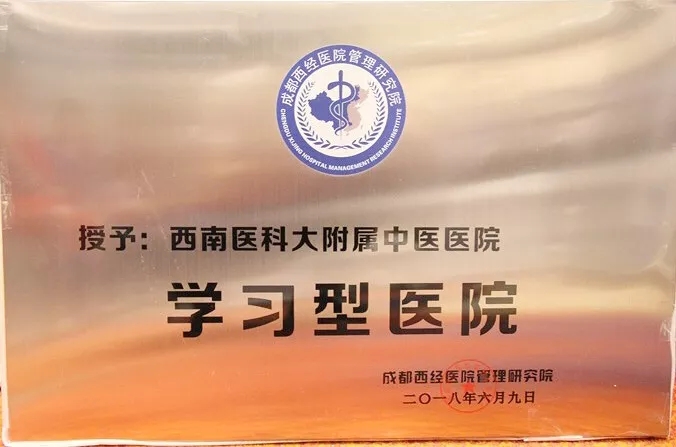 成都西经医院管理研究院
CHENGDU XIJING HOSPITAL MANAGEMENT RESEARCH INSTITUTE
授予：西南医科大附属中医医院
学习型医院
成都西经医院管理研究院
二〇一八年六月九日